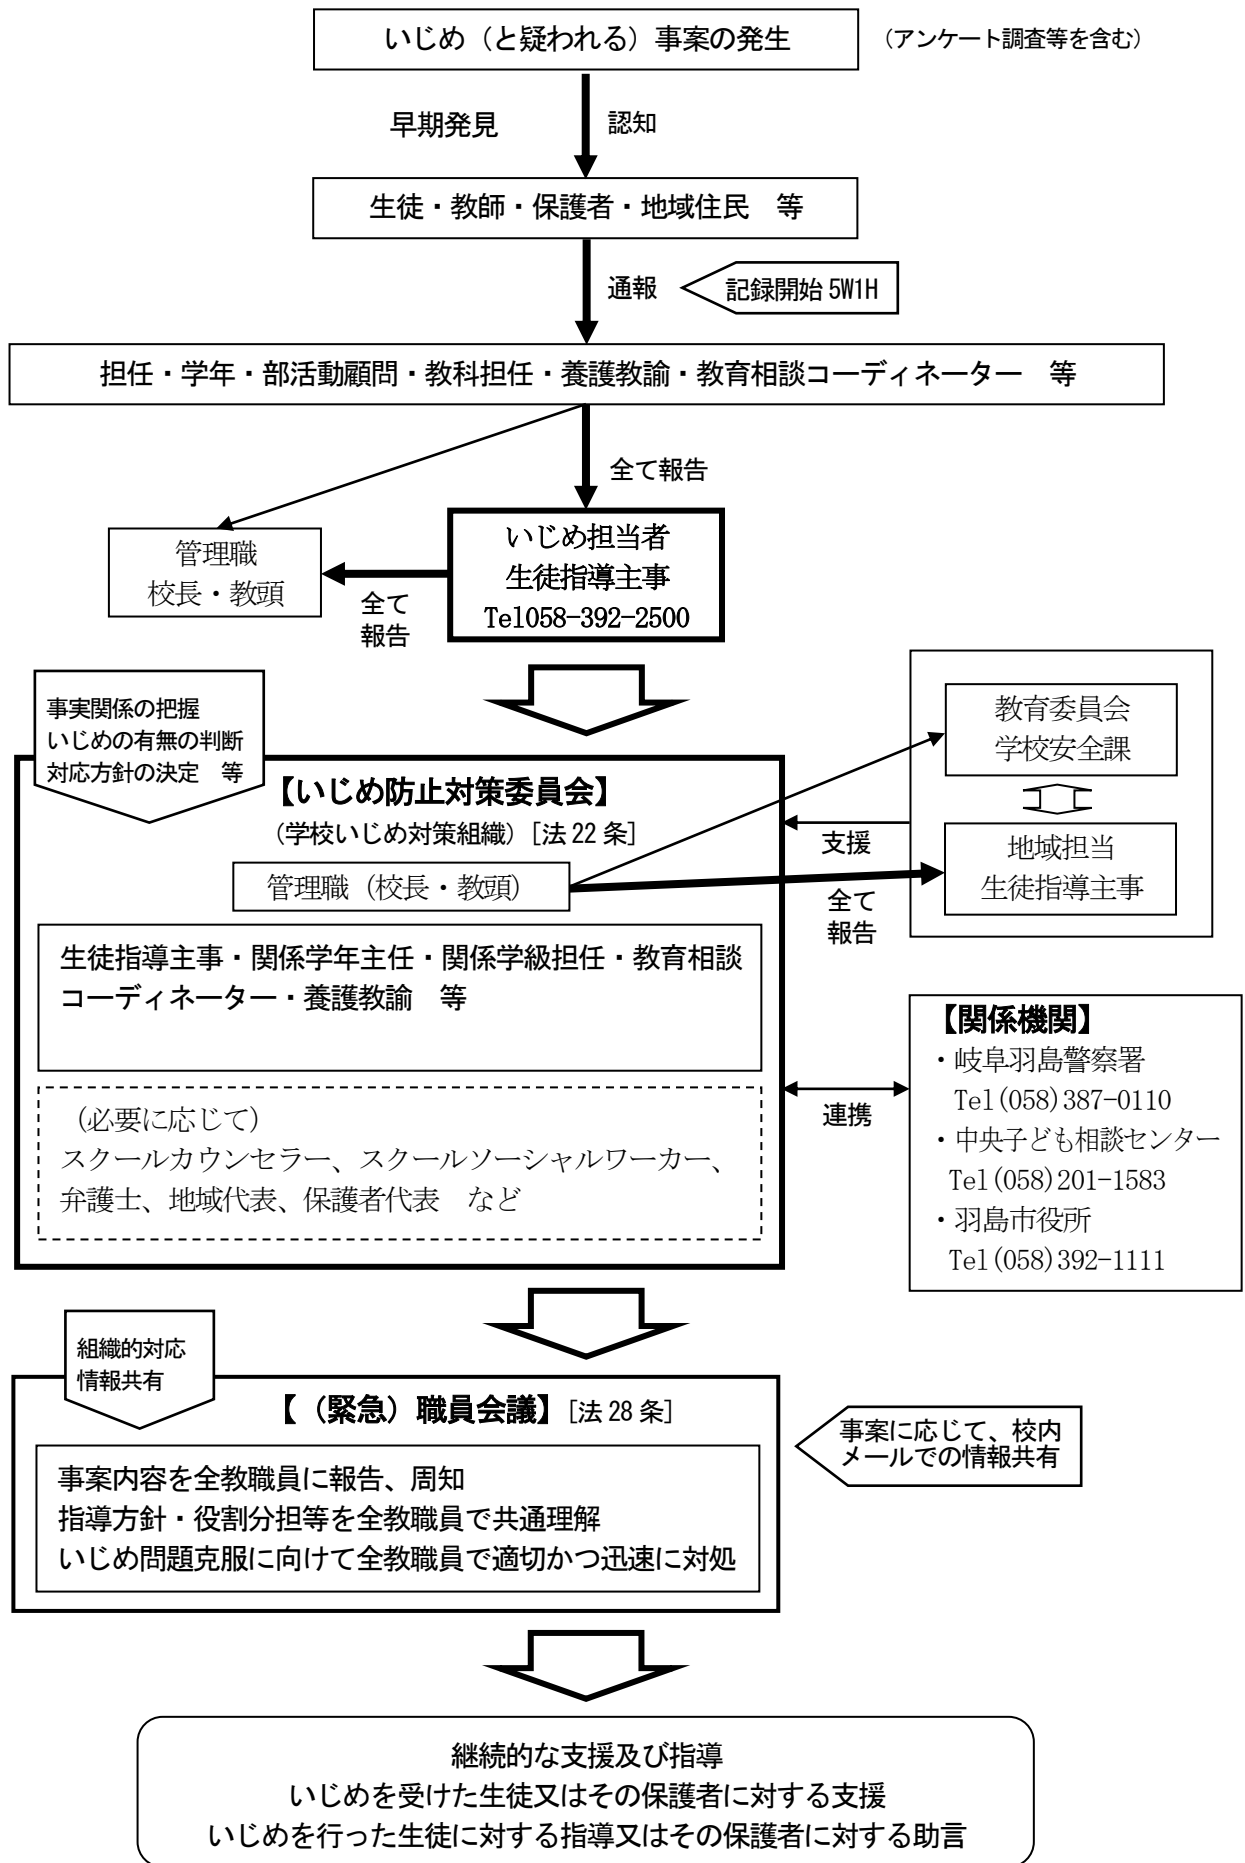 いじめ（と疑われる）事案の発生
（アンケート調査等を含む）
早期発見
認知
生徒・教師・保護者・地域住民　等
通報
記録開始 5W1H
担任・学年・部活動顧問・教科担任・養護教諭・教育相談コーディネーター　等
全て報告
管理職
校長・教頭
全て
報告
いじめ担当者
生徒指導主事
Tel058-392-2500
事実関係の把握
いじめの有無の判断
対応方針の決定　等
【いじめ防止対策委員会】
（学校いじめ対策組織）［法 22 条］
管理職（校長・教頭）
生徒指導主事・関係学年主任・関係学級担任・教育相談
コーディネーター・養護教諭　等
（必要に応じて）
スクールカウンセラー、スクールソーシャルワーカー、
弁護士、地域代表、保護者代表　など
教育委員会
学校安全課
支援
地域担当
生徒指導主事
全て
報告
【関係機関】
・岐阜羽島警察署
Tel(058)387-0110
・中央子ども相談センター
Tel(058)201-1583
・羽島市役所
Tel(058)392-1111
連携
組織的対応
情報共有
【（緊急）職員会議】［法 28 条］
事案内容を全教職員に報告、周知
指導方針・役割分担等を全教職員で共通理解
いじめ問題克服に向けて全教職員で適切かつ迅速に対処
事案に応じて、校内
メールでの情報共有
継続的な支援及び指導
いじめを受けた生徒又はその保護者に対する支援
いじめを行った生徒に対する指導又はその保護者に対する助言